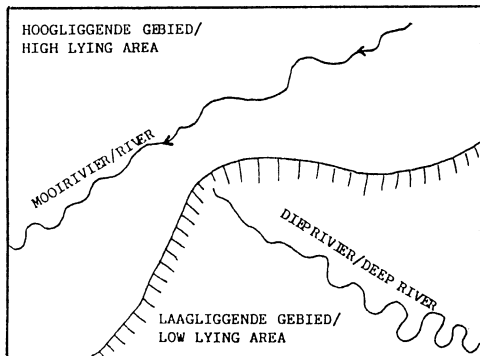 HOOGLIGGENDE GEBIED/
HIGH LYING AREA
MOOIRIVIER/RIVER
DIEPRIVIER/DEEP RIVER
LAAGLIGGENDE GEBIED/
LOW LYING AREA